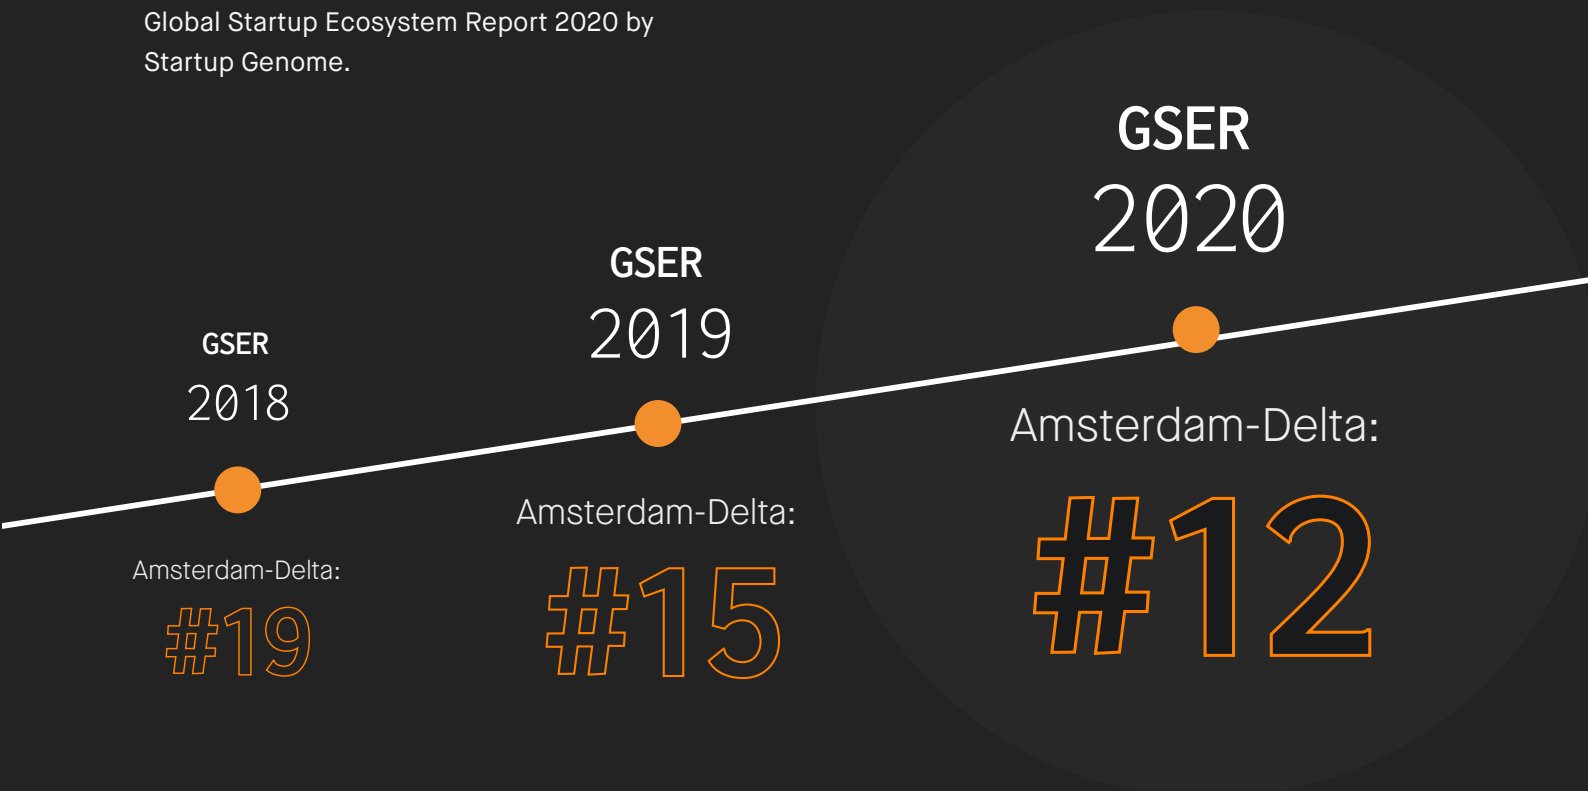 Global Startup Ecosystem Report 2020 by
Startup Genome.
GSER
2018
Amsterdam-Delta:
#19
GSER
2019
Amsterdam-Delta:
#15
GSER
2020
Amsterdam-Delta:
#12